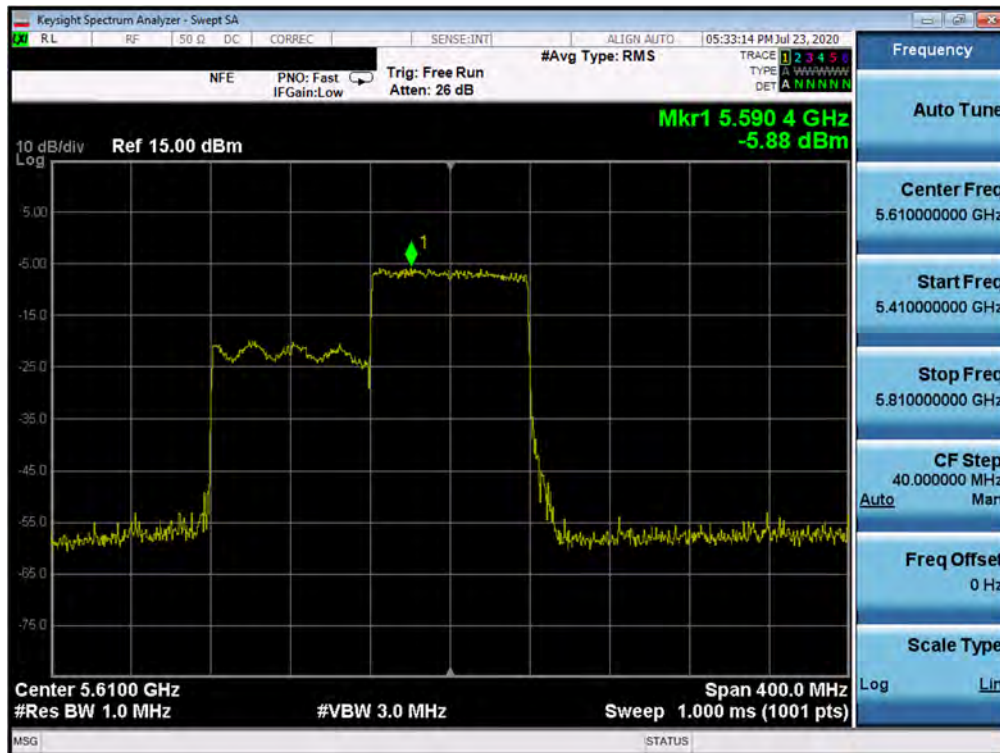 Keysight Spectrum Analyzer - Swept SA
LXI RL RF 50 Ω DC CORREC SENSE:INT ALIGN AUTO 05:33:14 PM Jul 23, 2020
NFE PNO: Fast Trig: Free Run #Avg Type: RMS TRACE 1 2 3 4 5 6
IFGain:Low Atten: 26 dB TYPE A WWWWW
DET A N N N N N
Mkr1 5.590 4 GHz
-5.88 dBm
10 dB/div Ref 15.00 dBm
Log
5.00
-5.00
1
-15.0
-25.0
-35.0
-45.0
-55.0
-65.0
-75.0
Center 5.6100 GHz Span 400.0 MHz
#Res BW 1.0 MHz #VBW 3.0 MHz Sweep 1.000 ms (1001 pts)
MSG STATUS
Frequency
Auto Tune
Center Freq
5.610000000 GHz
Start Freq
5.410000000 GHz
Stop Freq
5.810000000 GHz
CF Step
40.000000 MHz
Auto Man
Freq Offset
0 Hz
Scale Type
Log Lin